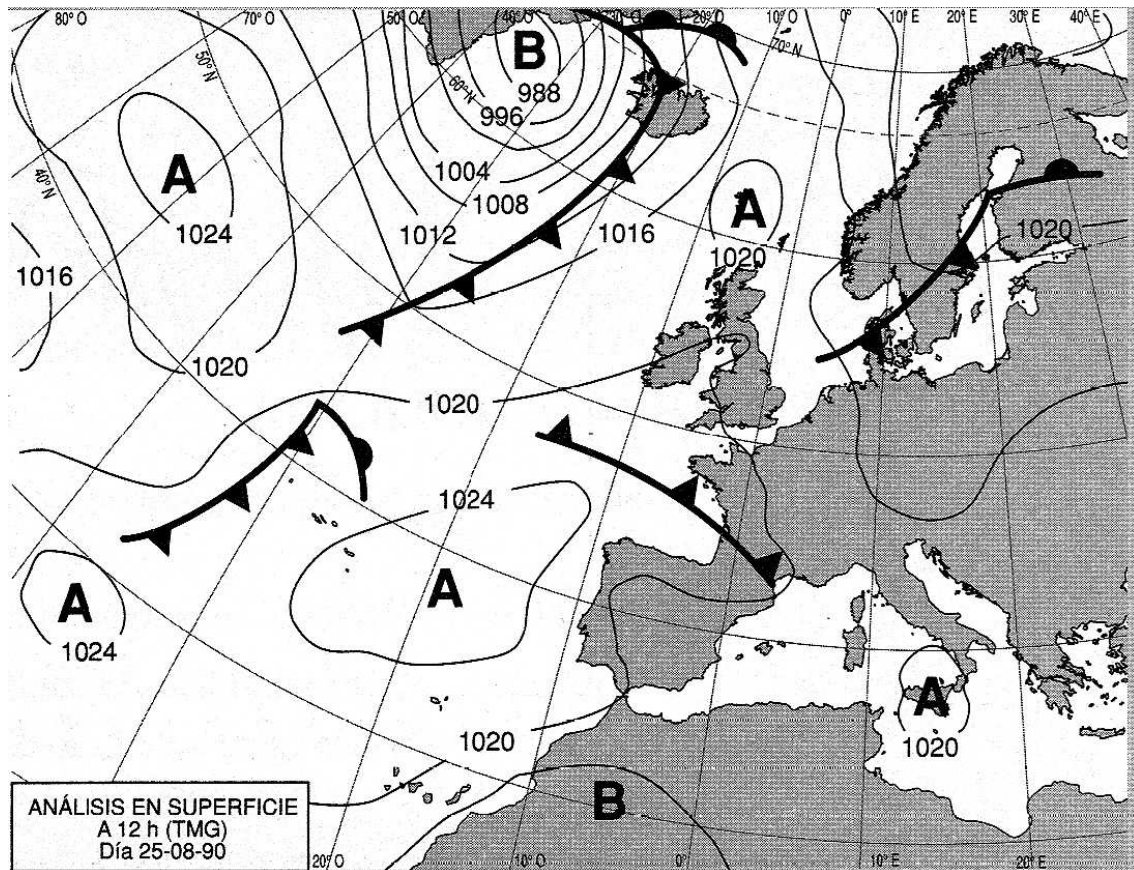 80° O
70° O
50° O
40° O
30° O
20° O
10° O
0°
10° E
20° E
30° E
40° E
50° N
60° N
70° N
40° N
B
988
996
A
1024
1004
1008
1012
1016
A
1020
1020
1016
1020
1020
1024
A
A
1024
A
1020
1020
B
ANÁLISIS EN SUPERFICIE
A 12 h (TMG)
Día 25-08-90
20° O
10° O
0°
10° E
20° E